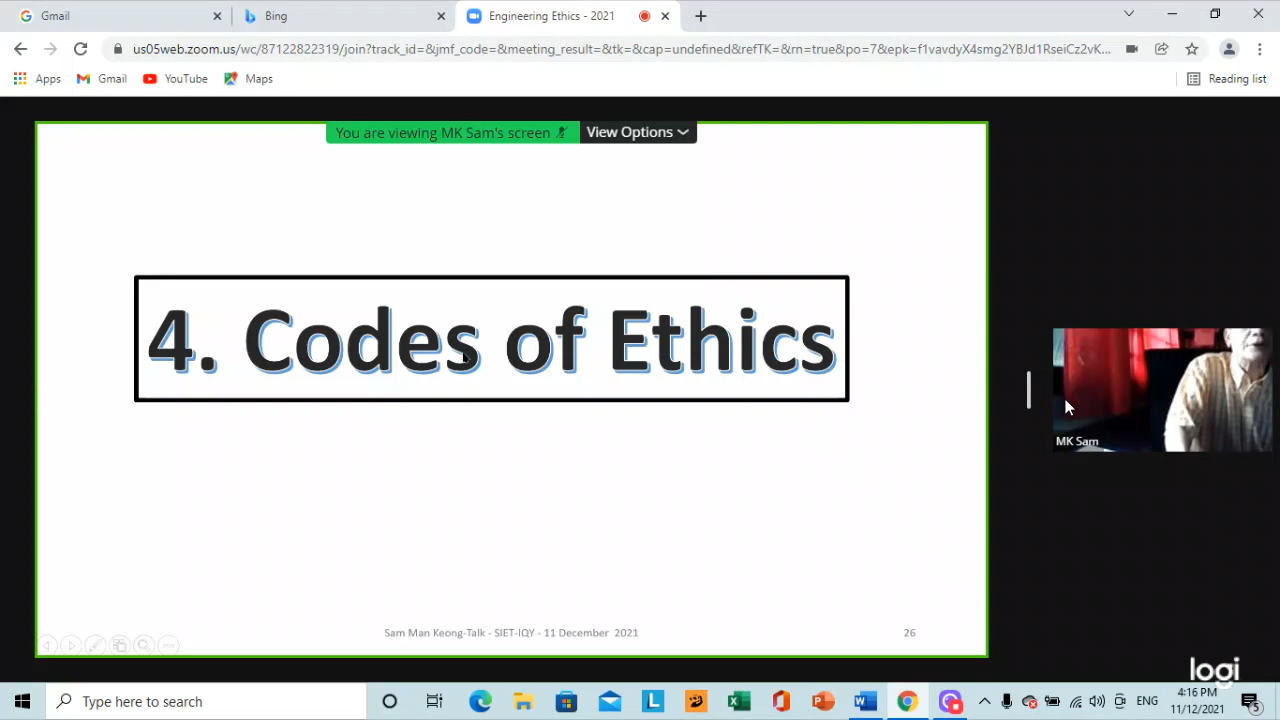 Gmail
Bing
Engineering Ethics - 2021
us05web.zoom.us/wc/87122822319/join?track_id=&jmf_code=&meeting_result=&tk=&cap=undefined&refTK=&rn=true&po=7&epk=f1vavdyX4smg2YBJd1RseiCz2vK...
Apps
Gmail
YouTube
Maps
Reading list
You are viewing MK Sam's screen
View Options
4. Codes of Ethics
MK Sam
Sam Man Keong-Talk - SIET-IQY - 11 December 2021
26
logi
Type here to search
ENG
4:16 PM
11/12/2021
5